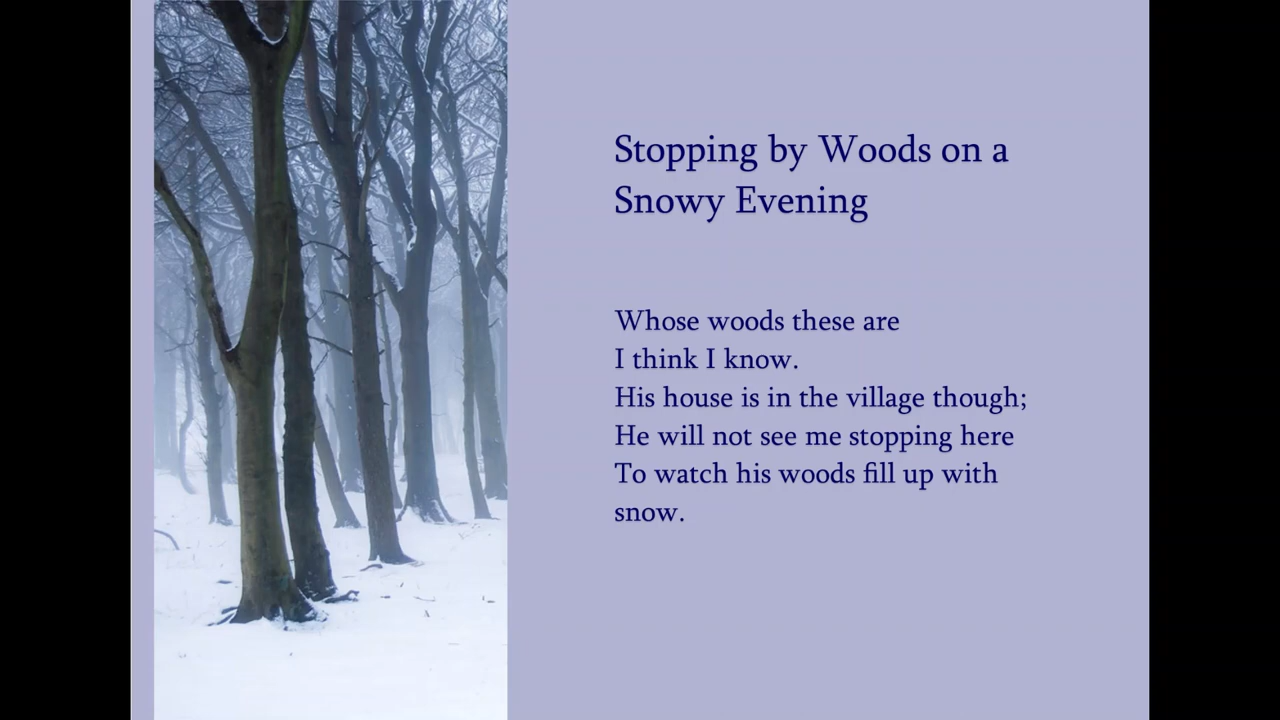 Stopping by Woods on a
Snowy Evening
Whose woods these are
I think I know.
His house is in the village though;
He will not see me stopping here
To watch his woods fill up with
snow.